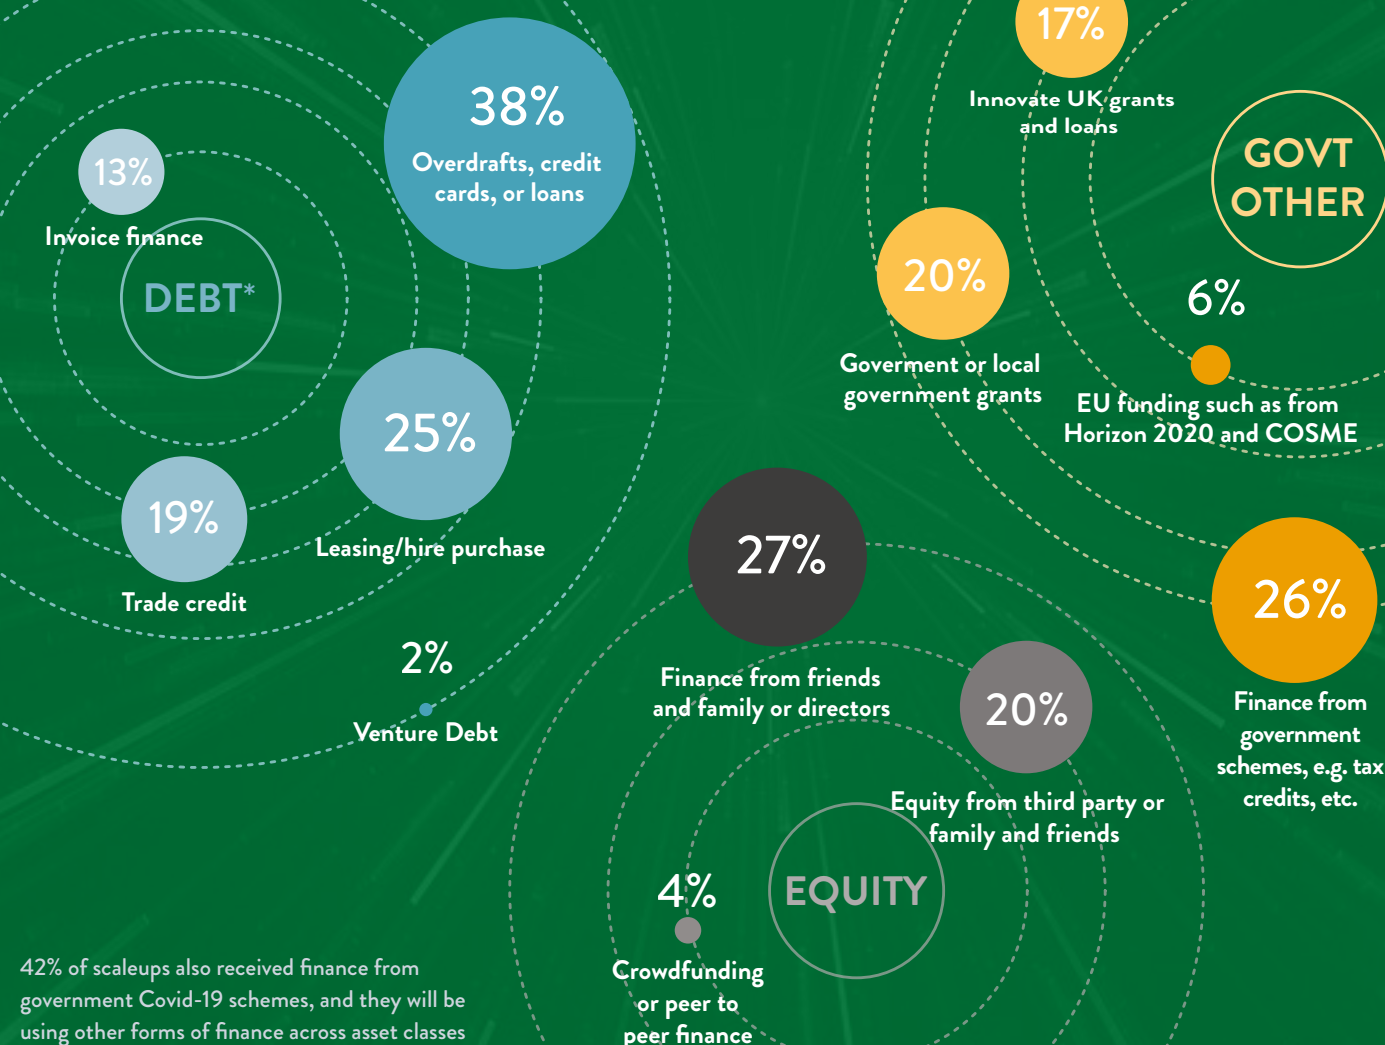 38%
Overdrafts, credit
cards, or loans
13%
Invoice finance
DEBT*
25%
Leasing/hire purchase
19%
Trade credit
2%
Venture Debt
17%
Innovate UK grants
and loans
GOVT
OTHER
20%
Goverment or local
government grants
6%
EU funding such as from
Horizon 2020 and COSME
26%
Finance from
government
schemes, e.g. tax
credits, etc.
27%
Finance from friends
and family or directors
20%
Equity from third party or
family and friends
EQUITY
4%
Crowdfunding
or peer to
peer finance
42% of scaleups also received finance from
government Covid-19 schemes, and they will be
using other forms of finance across asset classes